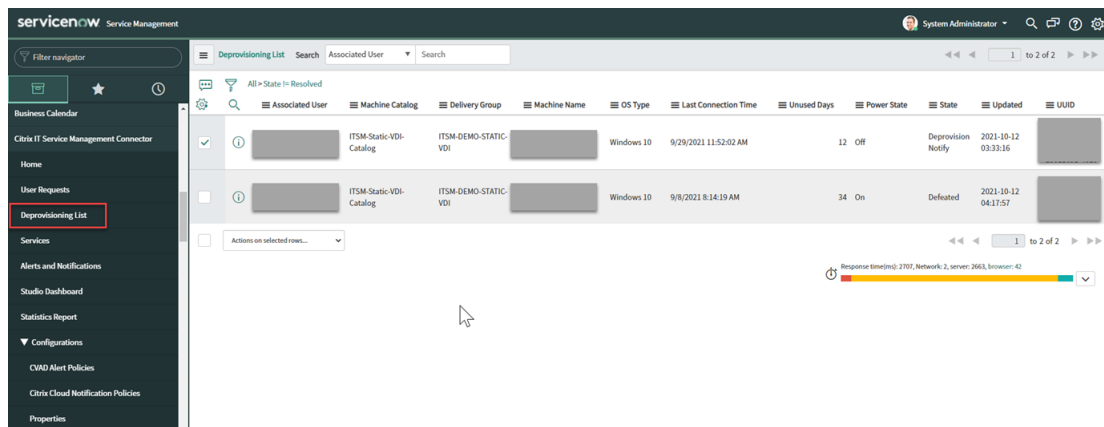 servicenow Service Management
System Administrator
Filter navigator
Deprovisioning List Search Associated User Search
1 to 2 of 2
All > State != Resolved
Associated User Machine Catalog Delivery Group Machine Name OS Type Last Connection Time Unused Days Power State State Updated UUID
Business Calendar
Citrix IT Service Management Connector
Home
User Requests
Deprovisioning List
Services
Alerts and Notifications
Studio Dashboard
Statistics Report
Configurations
CVAD Alert Policies
Citrix Cloud Notification Policies
Properties
ITSM-Static-VDI-
Catalog
ITSM-DEMO-STATIC-
VDI
Windows 10
9/29/2021 11:52:02 AM
12
Off
Deprovision
Notify
2021-10-12
03:33:16
ITSM-Static-VDI-
Catalog
ITSM-DEMO-STATIC-
VDI
Windows 10
9/8/2021 8:14:19 AM
34
On
Defeated
2021-10-12
04:17:57
Actions on selected rows...
1 to 2 of 2
Response time(ms): 2707, Network: 2, server: 2663, browser: 42